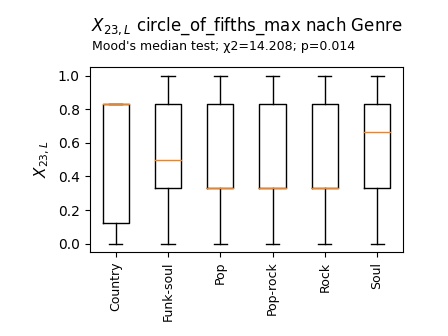 X₂₃,L circle_of_fifths_max nach Genre
Mood's median test; χ2=14.208; p=0.014
X₂₃,L
1.0
0.8
0.6
0.4
0.2
0.0
Country
Funk-soul
Pop
Pop-rock
Rock
Soul